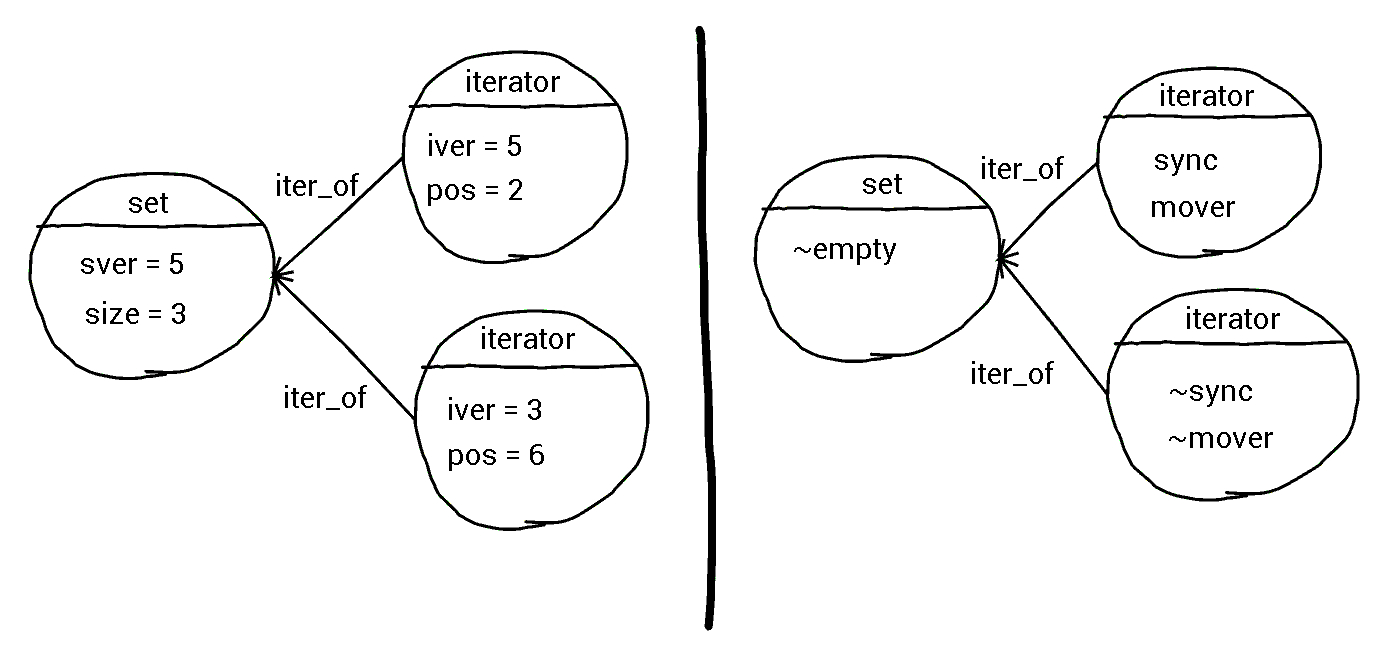 iterator
iver = 5
pos = 2
iter_of
set
sver = 5
size = 3
iterator
iver = 3
pos = 6
iter_of
iterator
sync
mover
iter_of
set
~empty
iterator
~sync
~mover
iter_of